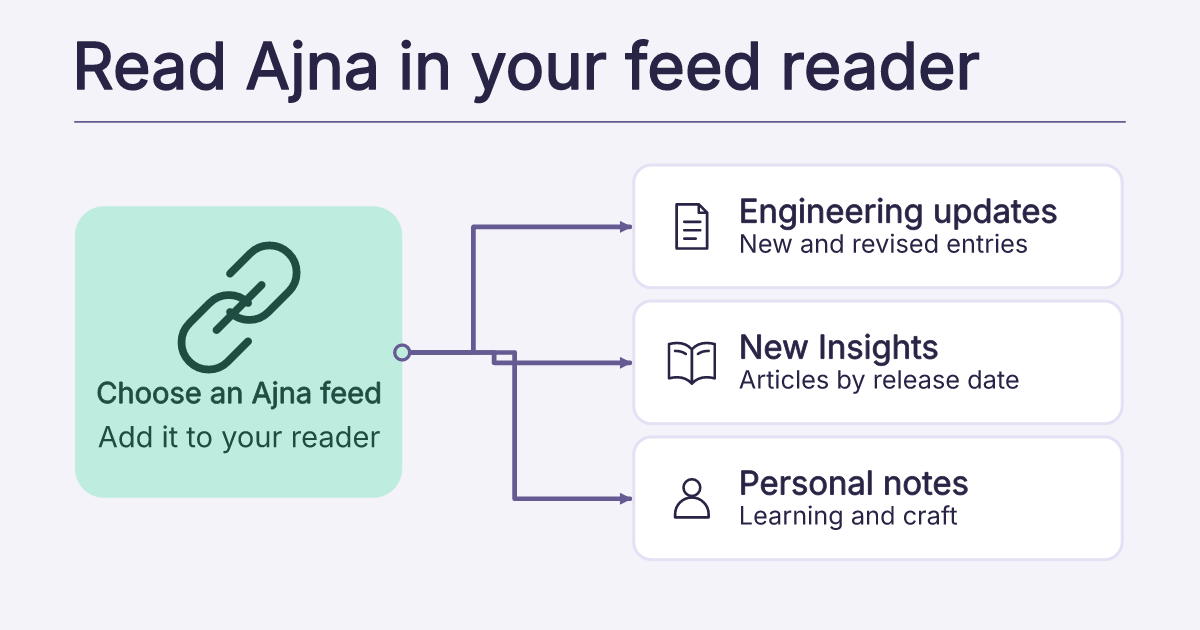 Read Ajna in your feed reader
Choose an Ajna feed
Add it to your reader
Engineering updates
New and revised entries
New Insights
Articles by release date
Personal notes
Learning and craft